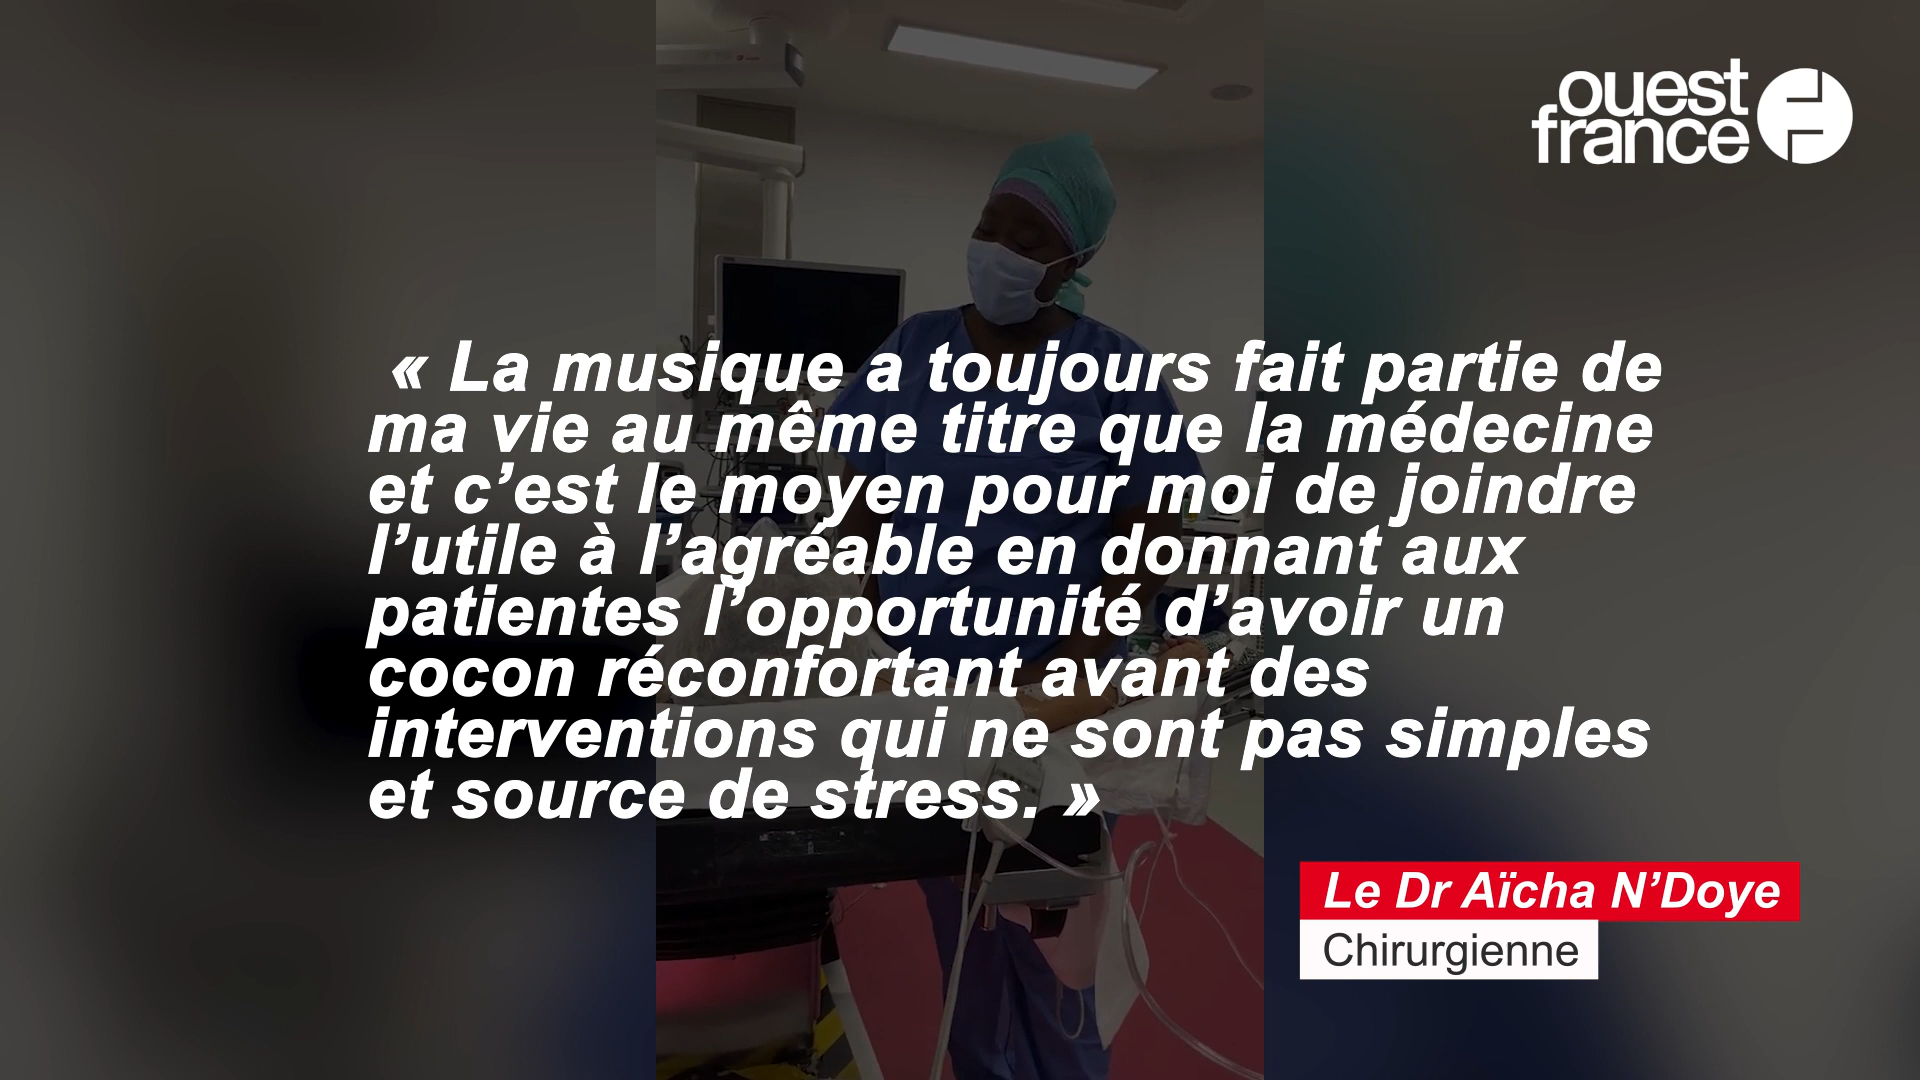 ouest
france
« La musique a toujours fait partie de
ma vie au même titre que la médecine
et c’est le moyen pour moi de joindre
l’utile à l’agréable en donnant aux
patientes l’opportunité d’avoir un
cocon réconfortant avant des
interventions qui ne sont pas simples
et source de stress. »
Le Dr Aïcha N’Doye
Chirurgienne